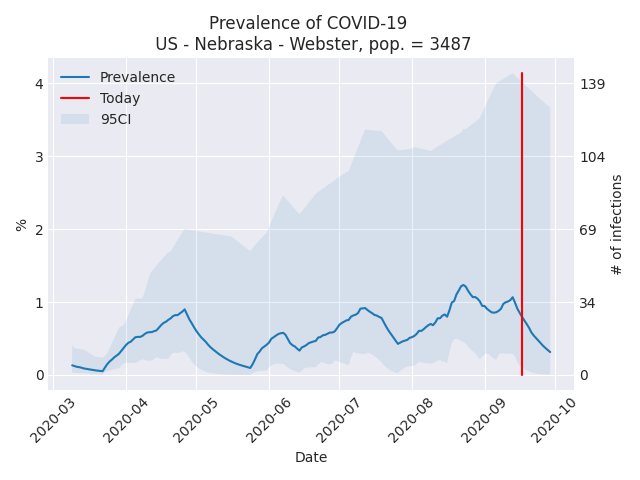 Prevalence of COVID-19
US - Nebraska - Webster, pop. = 3487
Prevalence
Today
95CI
%
4
3
2
1
0
139
104
69
34
0
# of infections
2020-03
2020-04
2020-05
2020-06
2020-07
2020-08
2020-09
2020-10
Date